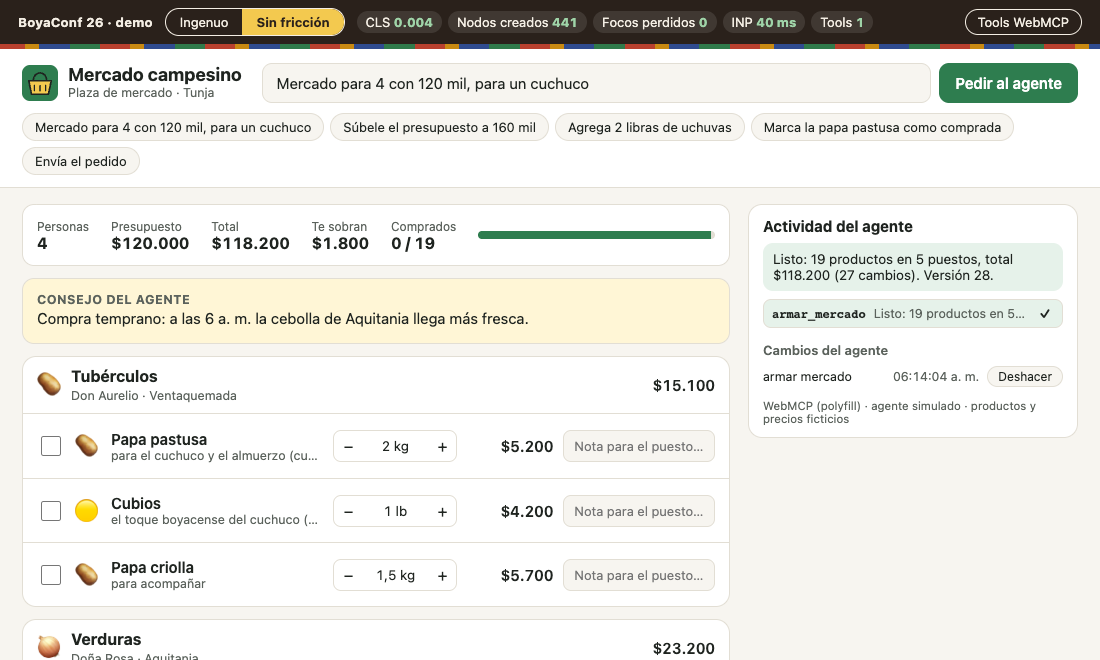 BoyaConf 26 · demo
Ingenuo
Sin fricción
CLS 0.004
Nodos creados 441
Focos perdidos 0
INP 40 ms
Tools 1
Tools WebMCP
Mercado campesino
Plaza de mercado · Tunja
Mercado para 4 con 120 mil, para un cuchuco
Pedir al agente
Mercado para 4 con 120 mil, para un cuchuco
Súbele el presupuesto a 160 mil
Agrega 2 libras de uchuvas
Marca la papa pastusa como comprada
Envía el pedido
Personas
4
Presupuesto
$120.000
Total
$118.200
Te sobran
$1.800
Comprados
0 / 19
CONSEJO DEL AGENTE
Compra temprano: a las 6 a. m. la cebolla de Aquitania llega más fresca.
Tubérculos
Don Aurelio · Ventaquemada
$15.100
Papa pastusa
para el cuchuco y el almuerzo (cu...
− 2 kg +
$5.200
Nota para el puesto...
Cubios
el toque boyacense del cuchuco (...
− 1 lb +
$4.200
Nota para el puesto...
Papa criolla
para acompañar
− 1,5 kg +
$5.700
Nota para el puesto...
Verduras
Doña Rosa · Aquitania
$23.200
Actividad del agente
Listo: 19 productos en 5 puestos, total
$118.200 (27 cambios). Versión 28.
armar_mercado Listo: 19 productos en 5... ✓
Cambios del agente
armar mercado
06:14:04 a. m.
Deshacer
WebMCP (polyfill) · agente simulado · productos y
precios ficticios